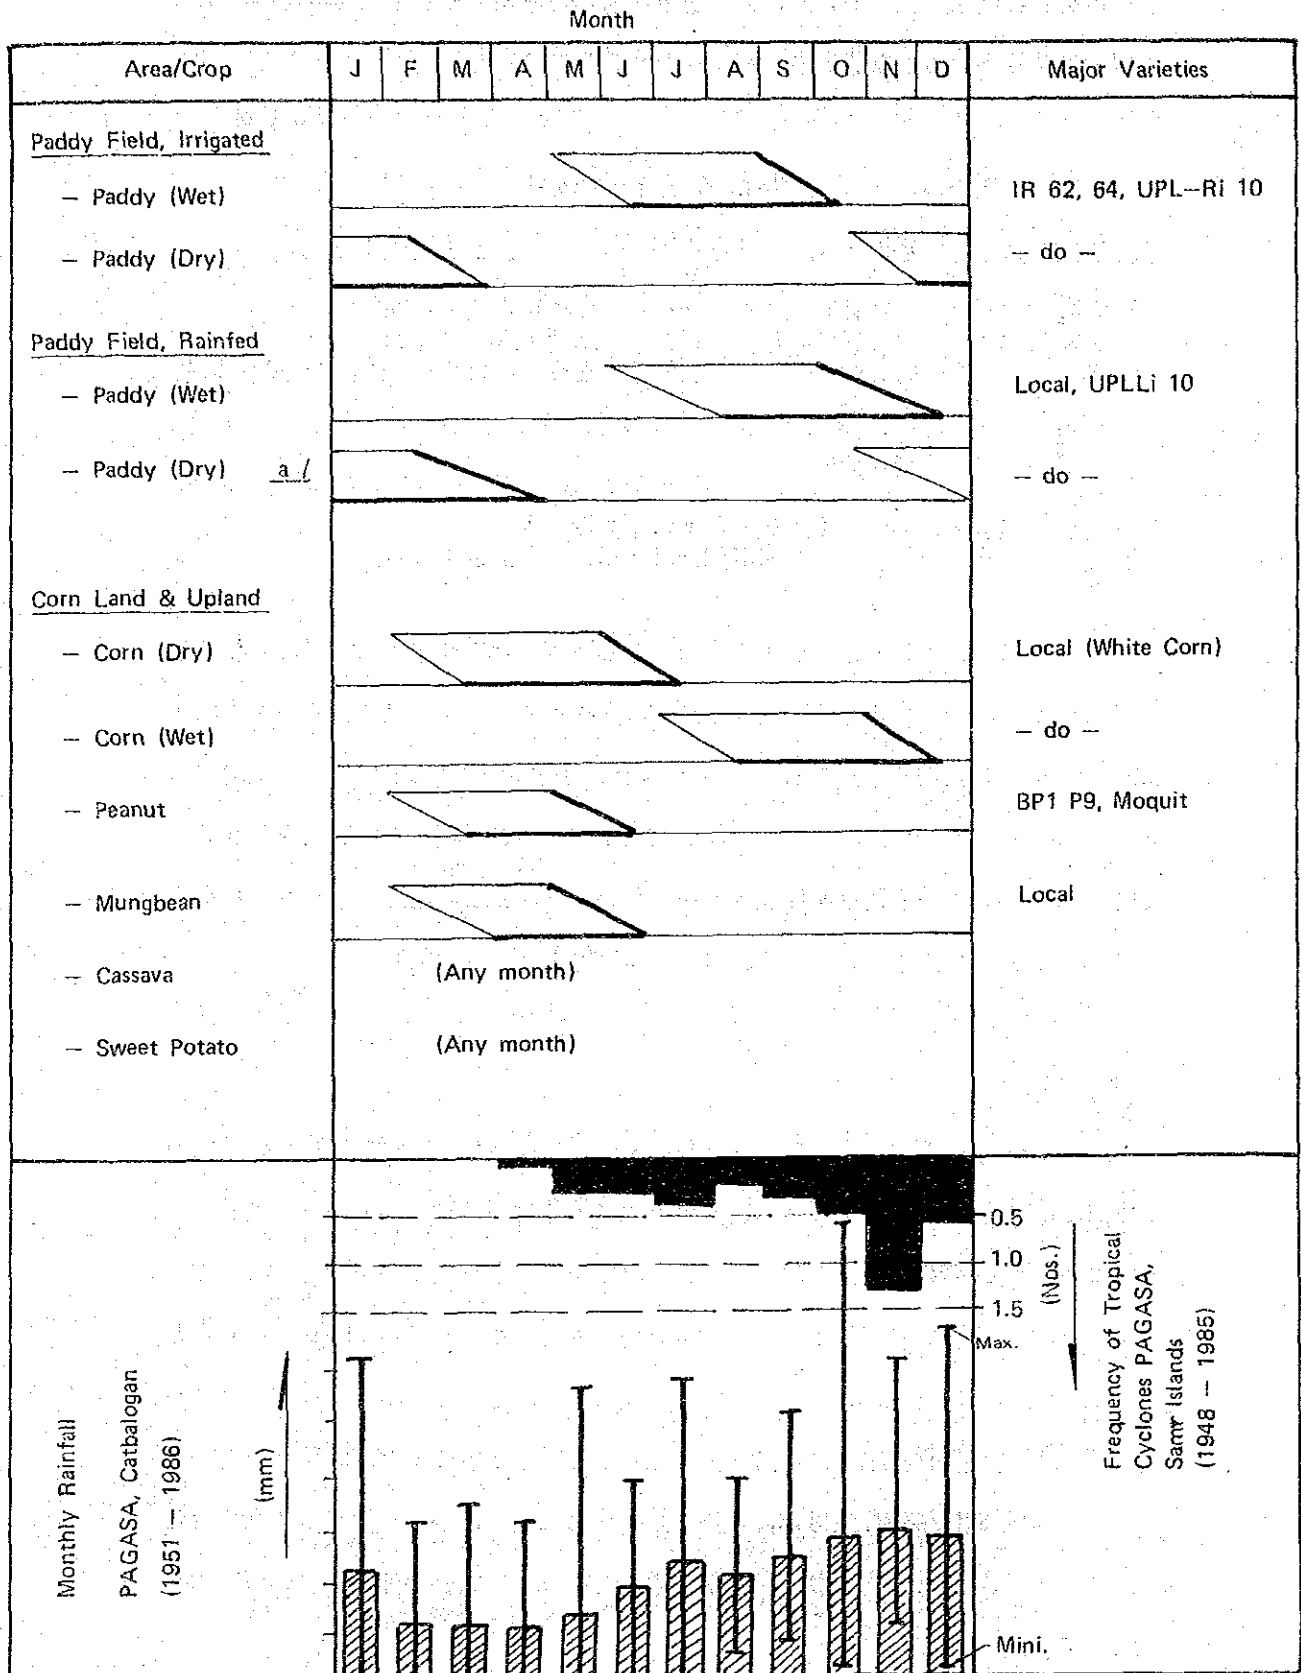 Month
Area/Crop J F M A M J J A S O N D Major Varieties
Paddy Field, Irrigated
— Paddy (Wet) IR 62, 64, UPL—Ri 10
— Paddy (Dry) — do —
Paddy Field, Rainfed
— Paddy (Wet) Local, UPLLi 10
— Paddy (Dry) a/ — do —
Corn Land & Upland
— Corn (Dry) Local (White Corn)
— Corn (Wet) — do —
— Peanut BP1 P9, Moquit
— Mungbean Local
— Cassava (Any month)
— Sweet Potato (Any month)
0.5
1.0
1.5
(Nos.)
Max.
Frequency of Tropical
Cyclones PAGASA,
Samr Islands
(1948 — 1985)
Monthly Rainfall
PAGASA, Catbalogan
(1951 — 1986)
(mm)
Mini.